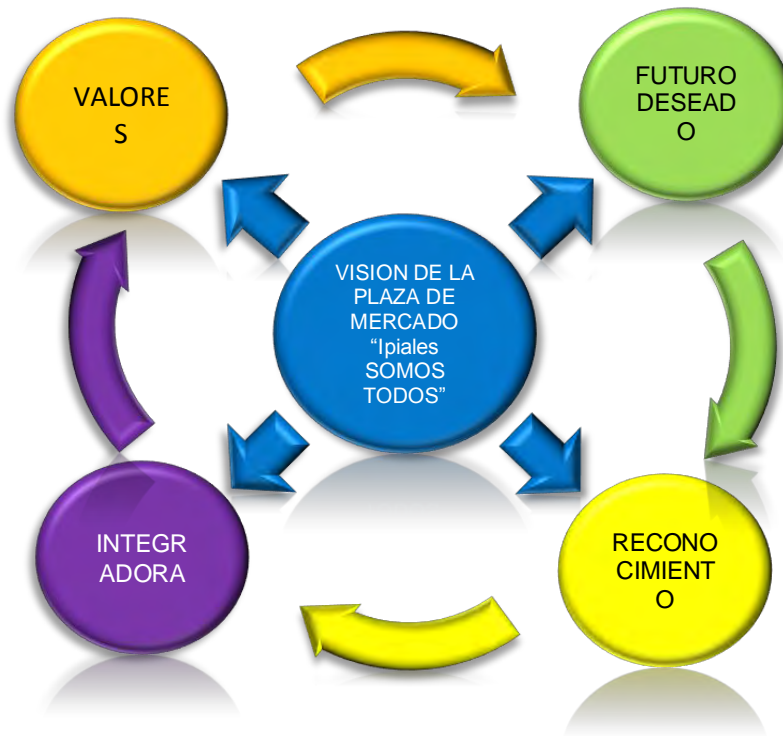 VALORE
S
FUTURO
DESEAD
O
VISION DE LA
PLAZA DE
MERCADO
“Ipiales
SOMOS
TODOS”
INTEGR
ADORA
RECONO
CIMIENT
O